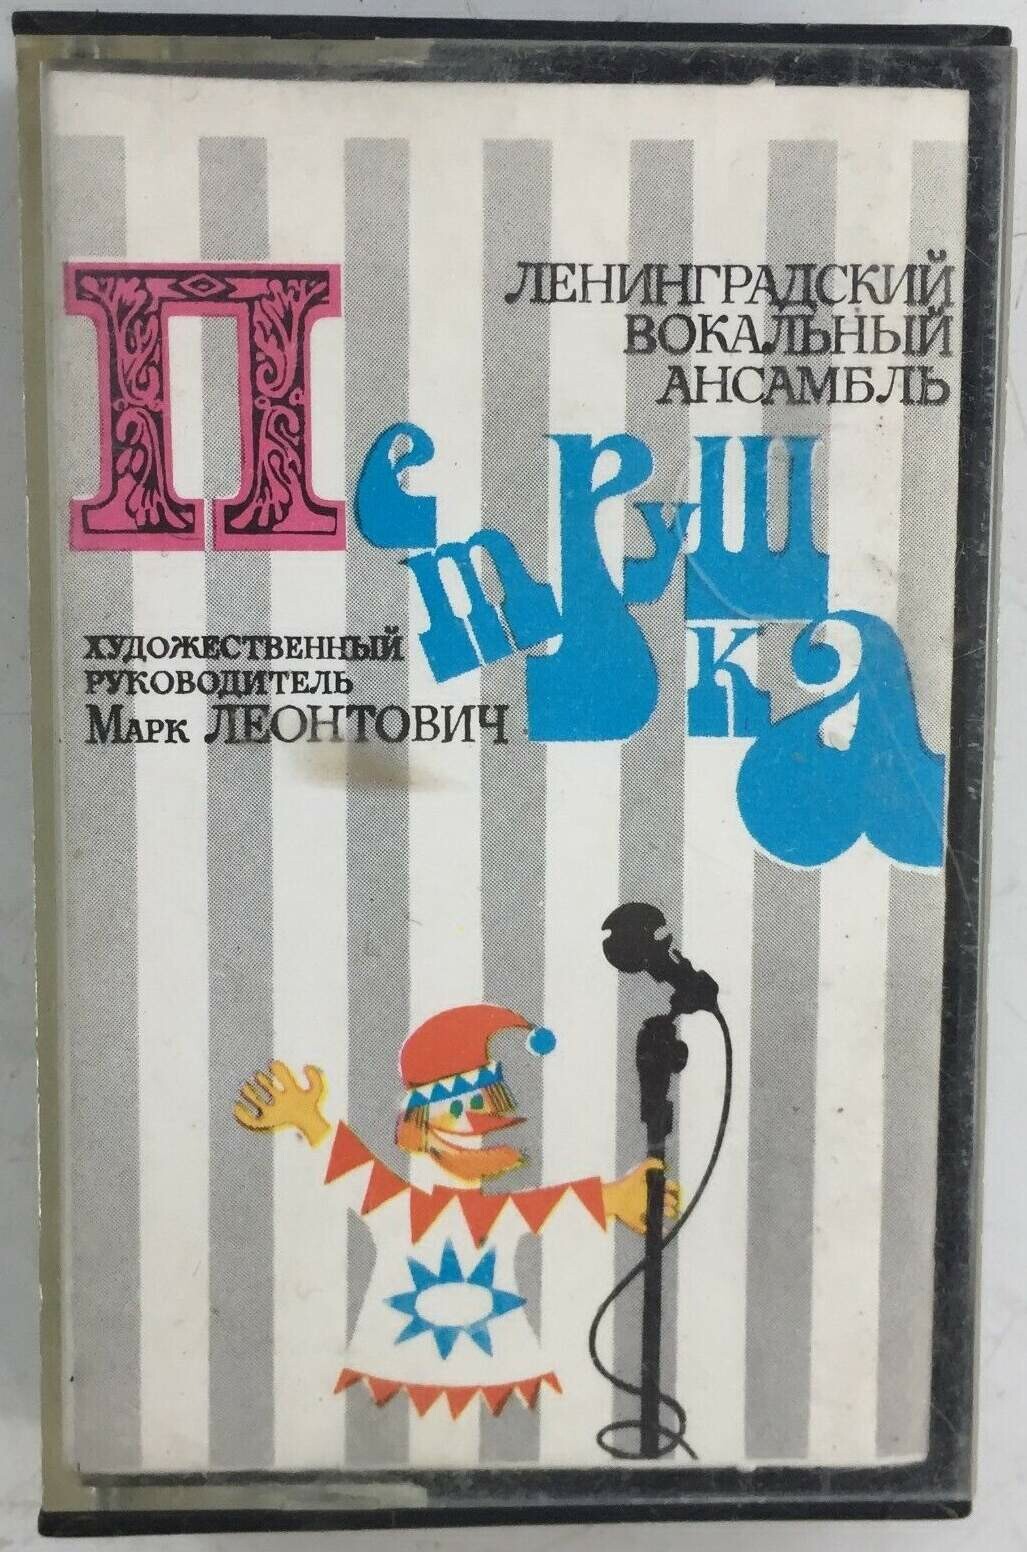 ЛЕНИНГРАДСКИЙ
ВОКАЛЬНЫЙ
АНСАМБЛЬ
Петрушка
ХУДОЖЕСТВЕННЫЙ
РУКОВОДИТЕЛЬ
МАРК ЛЕОНТОВИЧ